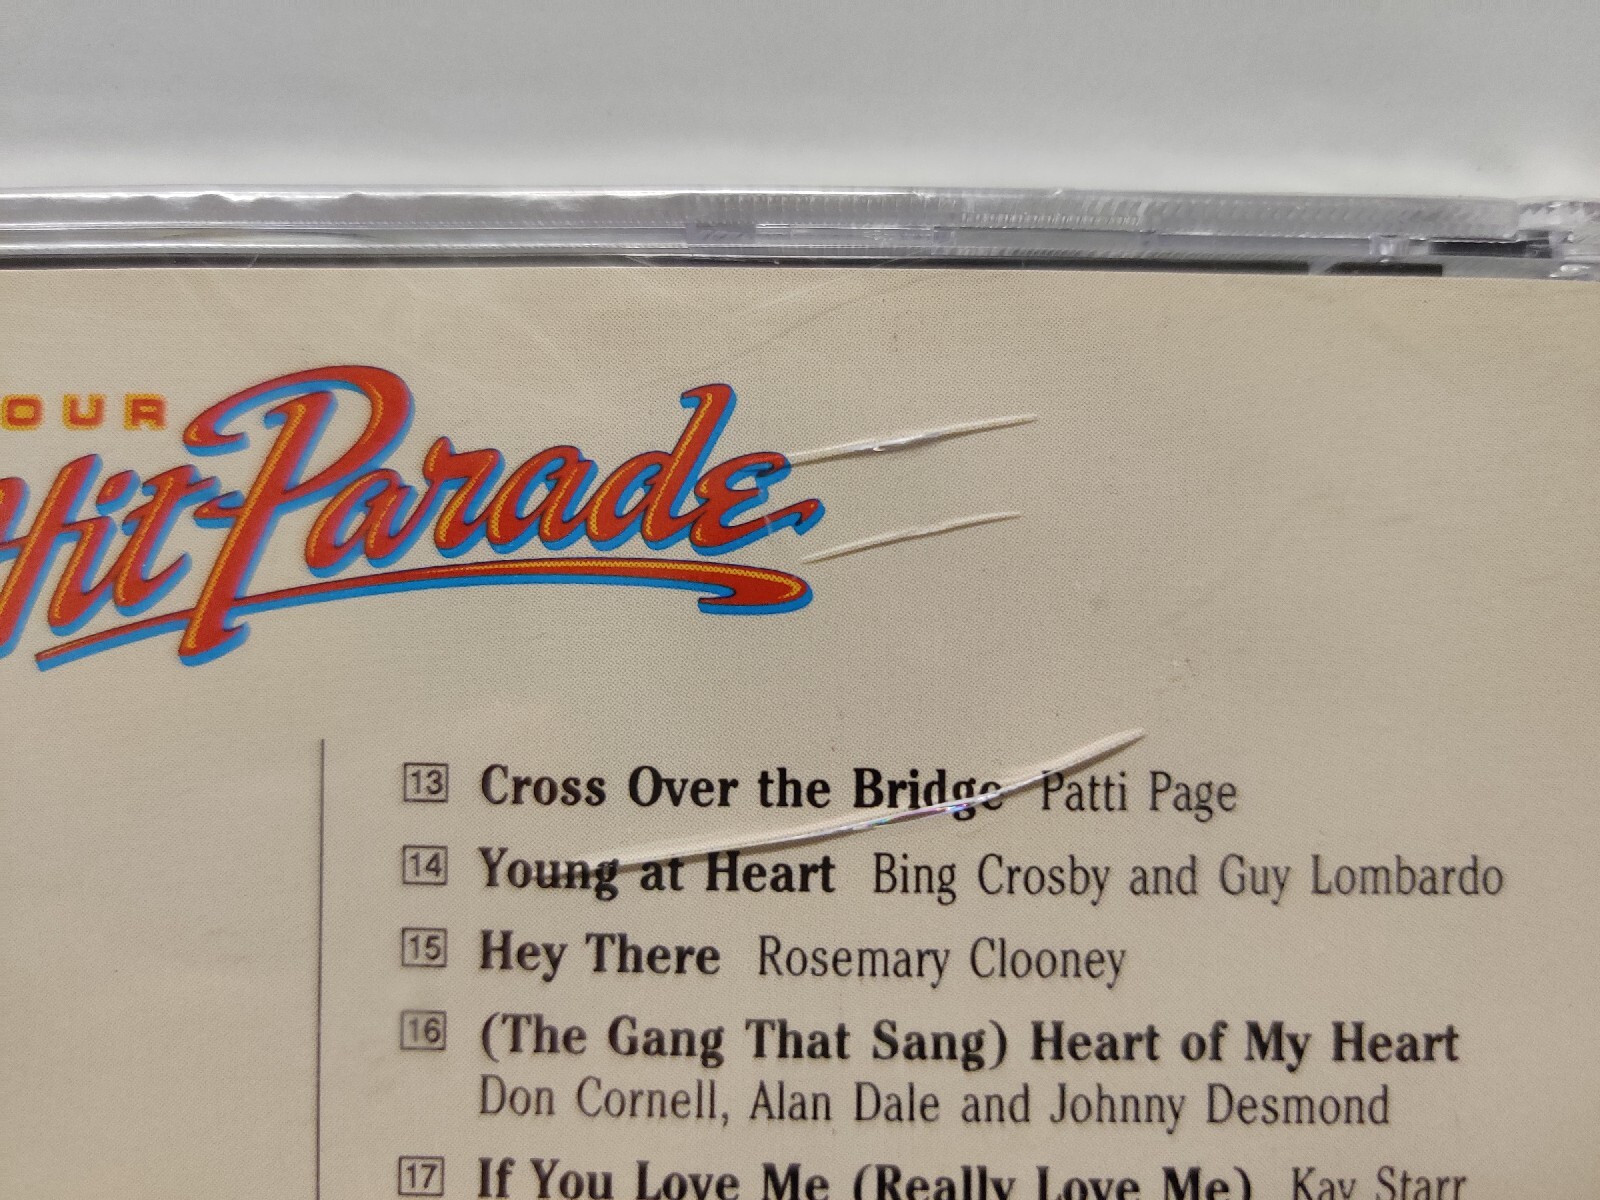 OUR
Hit Parade
13 Cross Over the Bridge Patti Page
14 Young at Heart Bing Crosby and Guy Lombardo
15 Hey There Rosemary Clooney
16 (The Gang That Sang) Heart of My Heart
Don Cornell, Alan Dale and Johnny Desmond
17 If You Love Me (Really Love Me) Kay Starr